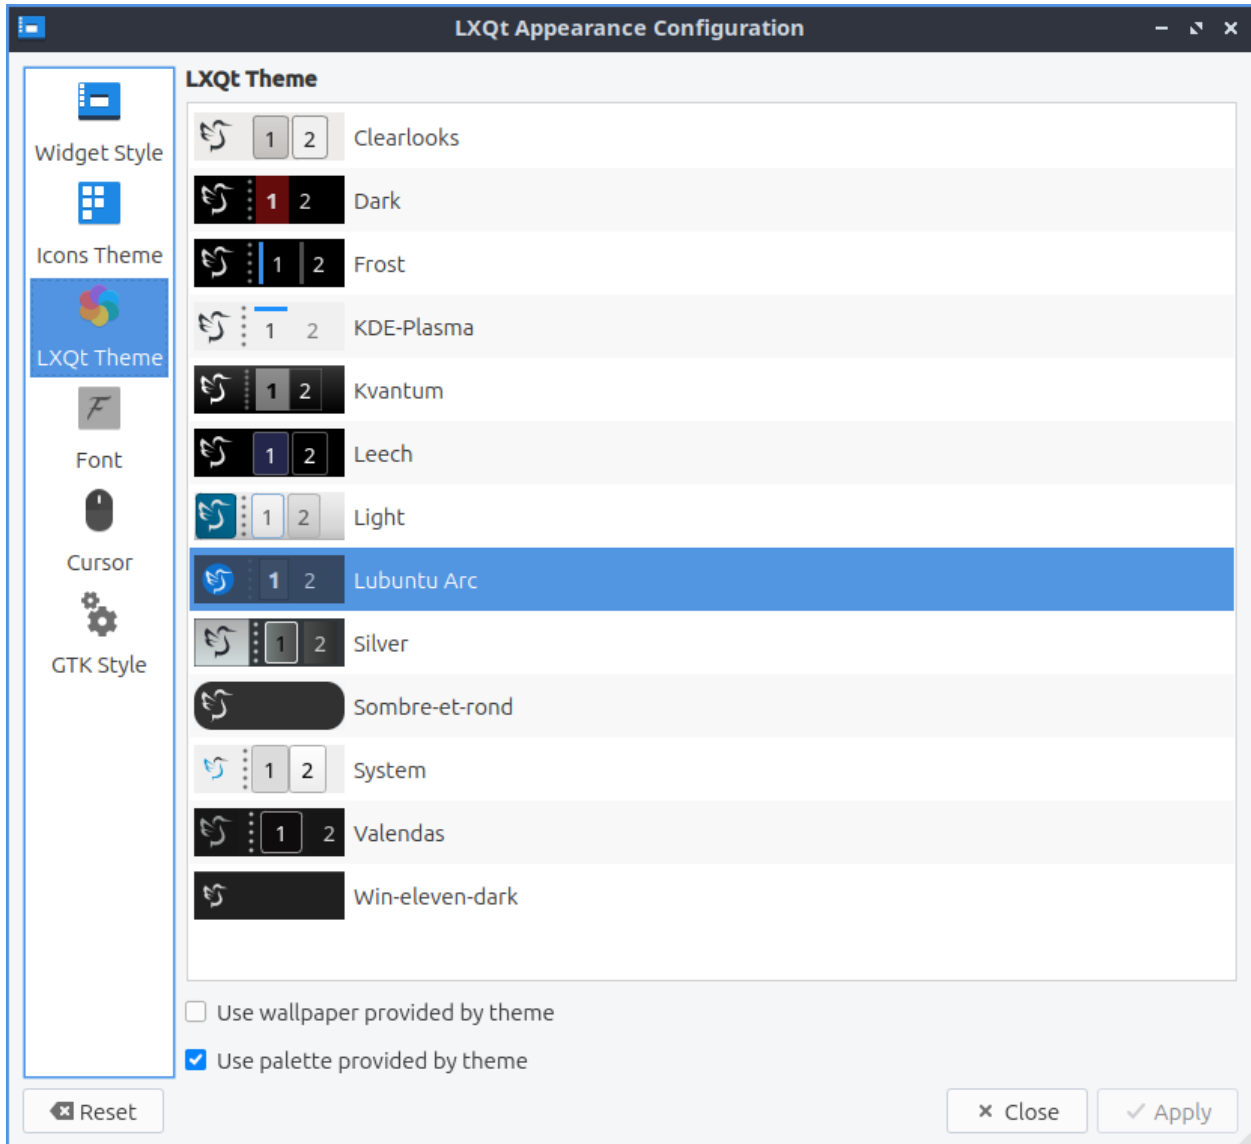 LXQt Appearance Configuration
Widget Style
Icons Theme
LXQt Theme
Font
Cursor
GTK Style
LXQt Theme
1 2 Clearlooks
1 2 Dark
1 2 Frost
1 2 KDE-Plasma
1 2 Kvantum
1 2 Leech
1 2 Light
1 2 Lubuntu Arc
1 2 Silver
Sombre-et-rond
1 2 System
1 2 Valendas
Win-eleven-dark
Use wallpaper provided by theme
Use palette provided by theme
Reset
Close
Apply